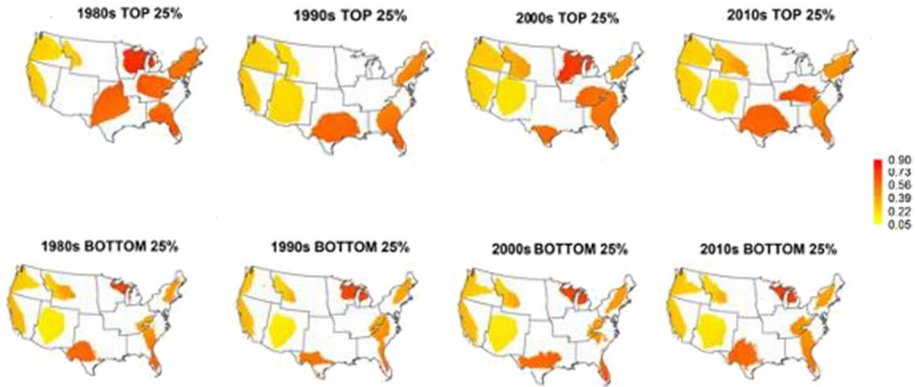 1980s TOP 25%
1990s TOP 25%
2000s TOP 25%
2010s TOP 25%
0.90
0.73
0.56
0.39
0.22
0.05
1980s BOTTOM 25%
1990s BOTTOM 25%
2000s BOTTOM 25%
2010s BOTTOM 25%